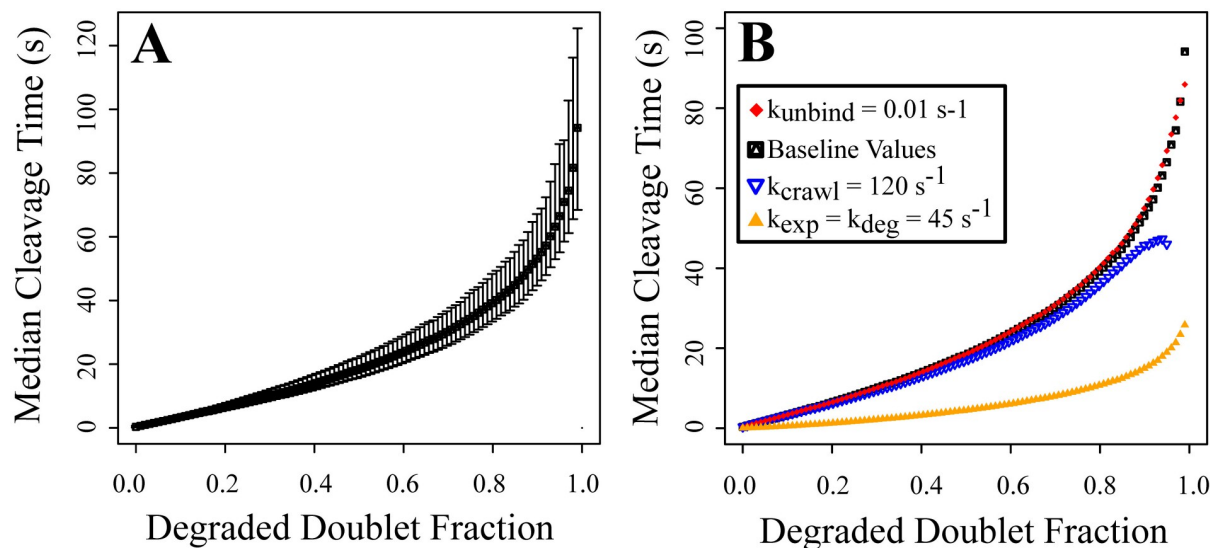 A
Median Cleavage Time (s)
0
20
40
60
80
100
120
0.0 0.2 0.4 0.6 0.8 1.0
Degraded Doublet Fraction
B
Median Cleavage Time (s)
0
20
40
60
80
100
kunbind = 0.01 s-1
Baseline Values
kcrawl = 120 s-1
kexp = kdeg = 45 s-1
0.0 0.2 0.4 0.6 0.8 1.0
Degraded Doublet Fraction